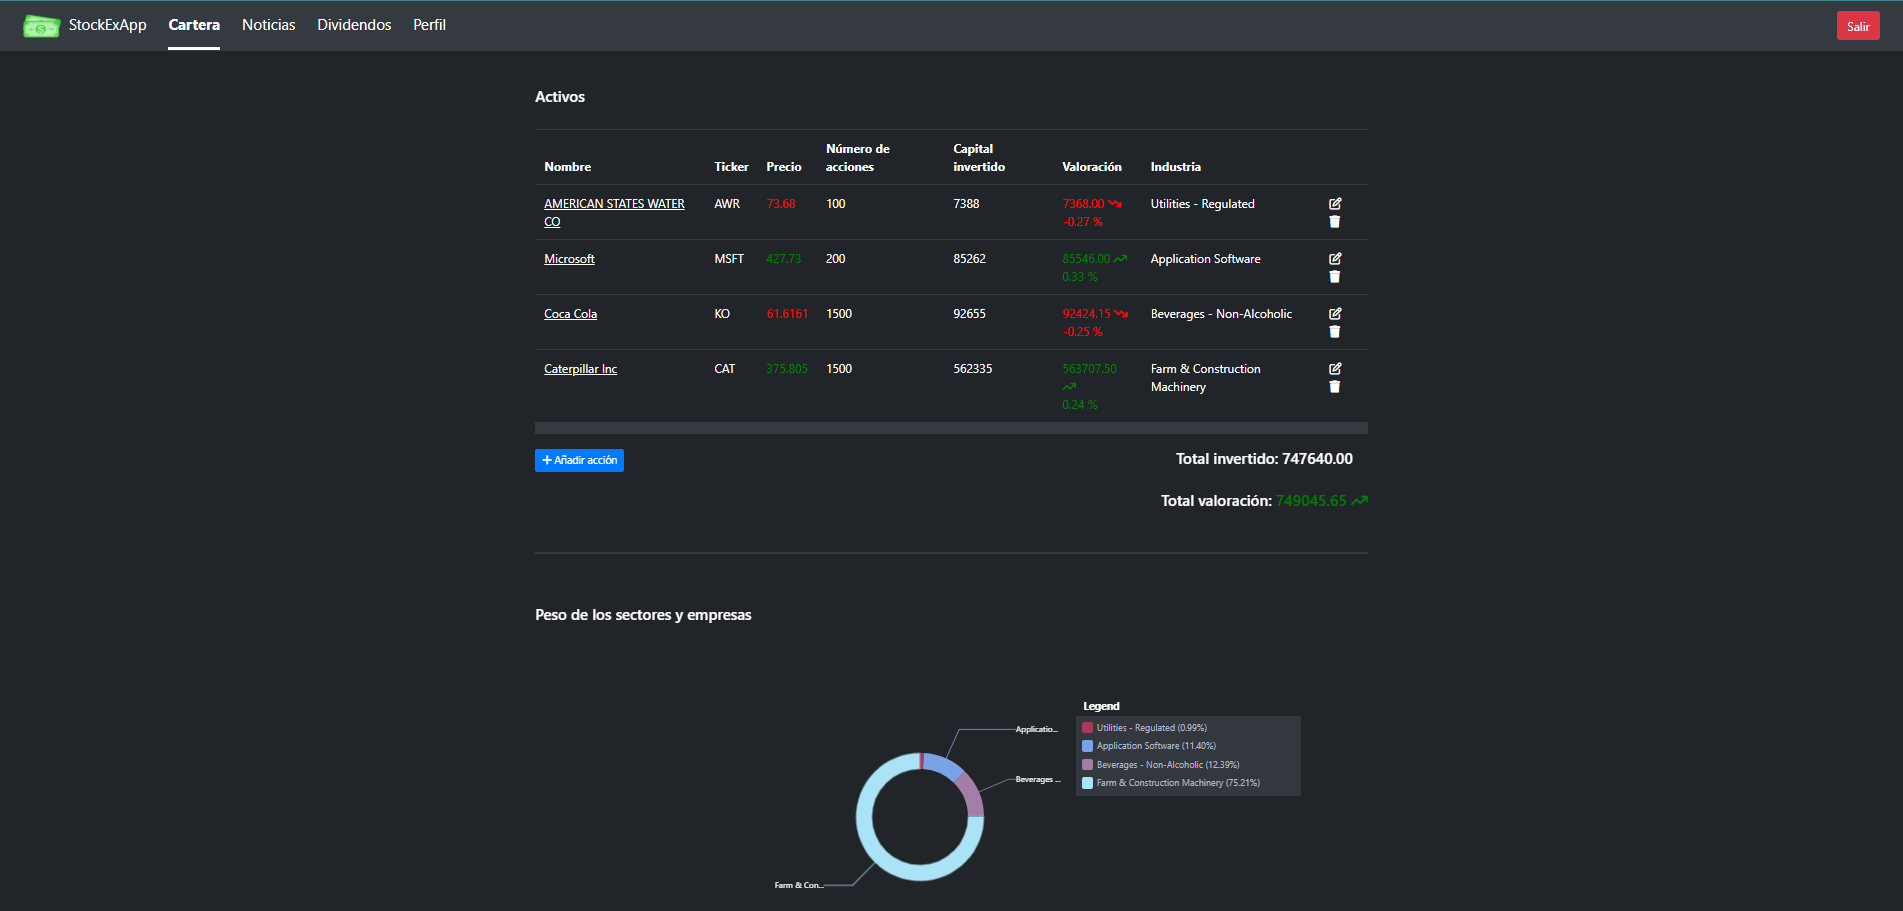 StockExApp Cartera Noticias Dividendos Perfil Salir
Activos
Nombre Ticker Precio Número de acciones Capital invertido Valoración Industria
AMERICAN STATES WATER CO AWR 73.68 100 7388 7368.00 -0.27 % Utilities - Regulated
Microsoft MSFT 427.73 200 85262 85546.00 0.33 % Application Software
Coca Cola KO 61.6161 1500 92655 92424.15 -0.25 % Beverages - Non-Alcoholic
Caterpillar Inc CAT 375.805 1500 562335 563707.50 0.24 % Farm & Construction Machinery
+ Añadir acción
Total invertido: 747640.00
Total valoración: 749045.65
Peso de los sectores y empresas
Legend
Utilities - Regulated (0.99%)
Application Software (11.40%)
Beverages - Non-Alcoholic (12.39%)
Farm & Construction Machinery (75.21%)
Applicatio...
Beverages ...
Farm & Con...